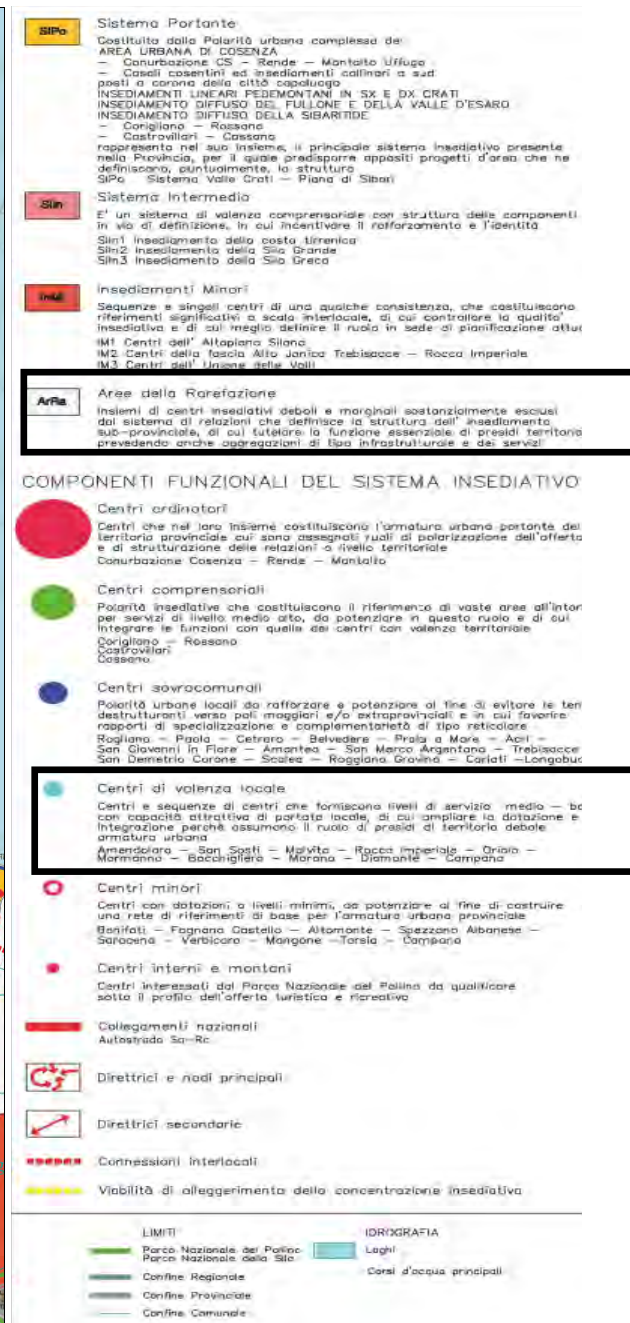 SIPo
Sistema Portante
Costituita dalla Polarità urbana complessa de:
AREA URBANA DI COSENZA
— Conurbazione CS — Rende — Montalto Uffugo
— Casali cosentini ed insediamenti collinari a sud
posti a corona della città capoluogo
INSEDIAMENTI LINEARI PEDEMONTANI IN SX E DX CRATI
INSEDIAMENTO DIFFUSO DEL FULLONE E DELLA VALLE D'ESARO
INSEDIAMENTO DIFFUSO DELLA SIBARITIDE
— Corigliano — Rossano
— Castrovillari — Cassano
rappresenta nel suo insieme, il principale sistema insediativo presente
nella Provincia, per il quale predisporre appositi progetti d'area che ne
definiscano, puntualmente, la struttura
SIPo Sistema Valle Crati — Piana di Sibari
SIin
Sistema Intermedio
E' un sistema di valenza comprensoriale con struttura delle componenti
in via di definizione, in cui incentivare il rafforzamento e l'identità
SIin1 Insediamento della costa tirrenica
SIin2 Insediamento della Sila Grande
SIin3 Insediamento della Sila Greca
Insediamenti Minori
Sequenze e singoli centri di una qualche consistenza, che costituiscono
riferimenti significativi a scala interlocale, di cui controllare la qualita'
insediativa e di cui meglio definire il ruolo in sede di pianificazione attuc
IM1 Centri dell' Altopiano Silano
IM2 Centri della fascia Alto Jonica Trebisacce — Rocca Imperiale
IM3 Centri dell' Unione delle Valli
ArRa
Aree della Rarefazione
Insiemi di centri insediativi deboli e marginali sostanzialmente esclusi
dal sistema di relazioni che definisce la struttura dell' insediamento
sub—provinciale, di cui tutelare la funzione essenziale di presidi territoria
prevedendo anche aggregazioni di tipo infrastrutturale e dei servizi
COMPONENTI FUNZIONALI DEL SISTEMA INSEDIATIVO
Centri ordinatori
Centri che nel loro insieme costituiscono l'armatura urbana portante del
territorio provinciale cui sono assegnati ruoli di polarizzazione dell'offerta
e di strutturazione delle relazioni a livello territoriale
Conurbazione Cosenza — Rende — Montalto
Centri comprensoriali
Polarità insediative che costituiscono il riferimento di vaste aree all'inter
per servizi di livello medio alto, da potenziare in questo ruolo e di cui
integrare le funzioni con quelle dei centri con valenza territoriale
Corigliano — Rossano
Castrovillari
Cassano
Centri sovracomunali
Polarità urbane locali da rafforzare e potenziare al fine di evitare le ten
destrutturanti verso poli maggiori e/o extraprovinciali e in cui favorire
rapporti di specializzazione e complementarietà di tipo reticolare
Rogliano — Paola — Cetraro — Belvedere — Praia a Mare — Acri —
San Giovanni in Fiore — Amantea — San Marco Argentano — Trebisacce
San Demetrio Corone — Scalea — Roggiano Gravina — Cariati —Longobuc
Centri di valenza locale
Centri e sequenze di centri che forniscono livelli di servizio medio — bo
con capacità attrattiva di portata locale, di cui ampliare la dotazione e
integrazione perchè assumono il ruolo di presidi di territorio debole
armatura urbana
Amendolara — San Sosti — Malvito — Rocca Imperiale — Oriolo —
Mormanno — Bocchigliero — Morano — Diamante — Campana
Centri minori
Centri con dotazioni a livelli minimi, da potenziare al fine di costruire
una rete di riferimenti di base per l'armatura urbana provinciale
Bonifati — Fagnano Castello — Altomonte — Spezzano Albanese —
Saracena — Verbicaro — Mangone —Tarsia — Campana
Centri interni e montani
Centri interessati dal Parco Nazionale del Pollino da qualificare
sotto il profilo dell'offerta turistica e ricreativa
Collegamenti nazionali
Autostrada Sa—Rc
Direttrici e nodi principali
Direttrici secondarie
Connessioni interlocali
Viabilità di alleggerimento della concentrazione insediativa
LIMITI
Parco Nazionale del Pollino
Parco Nazionale della Sila
Confine Regionale
Confine Provinciale
Confine Comunale
IDROGRAFIA
Laghi
Corsi d'acqua principali